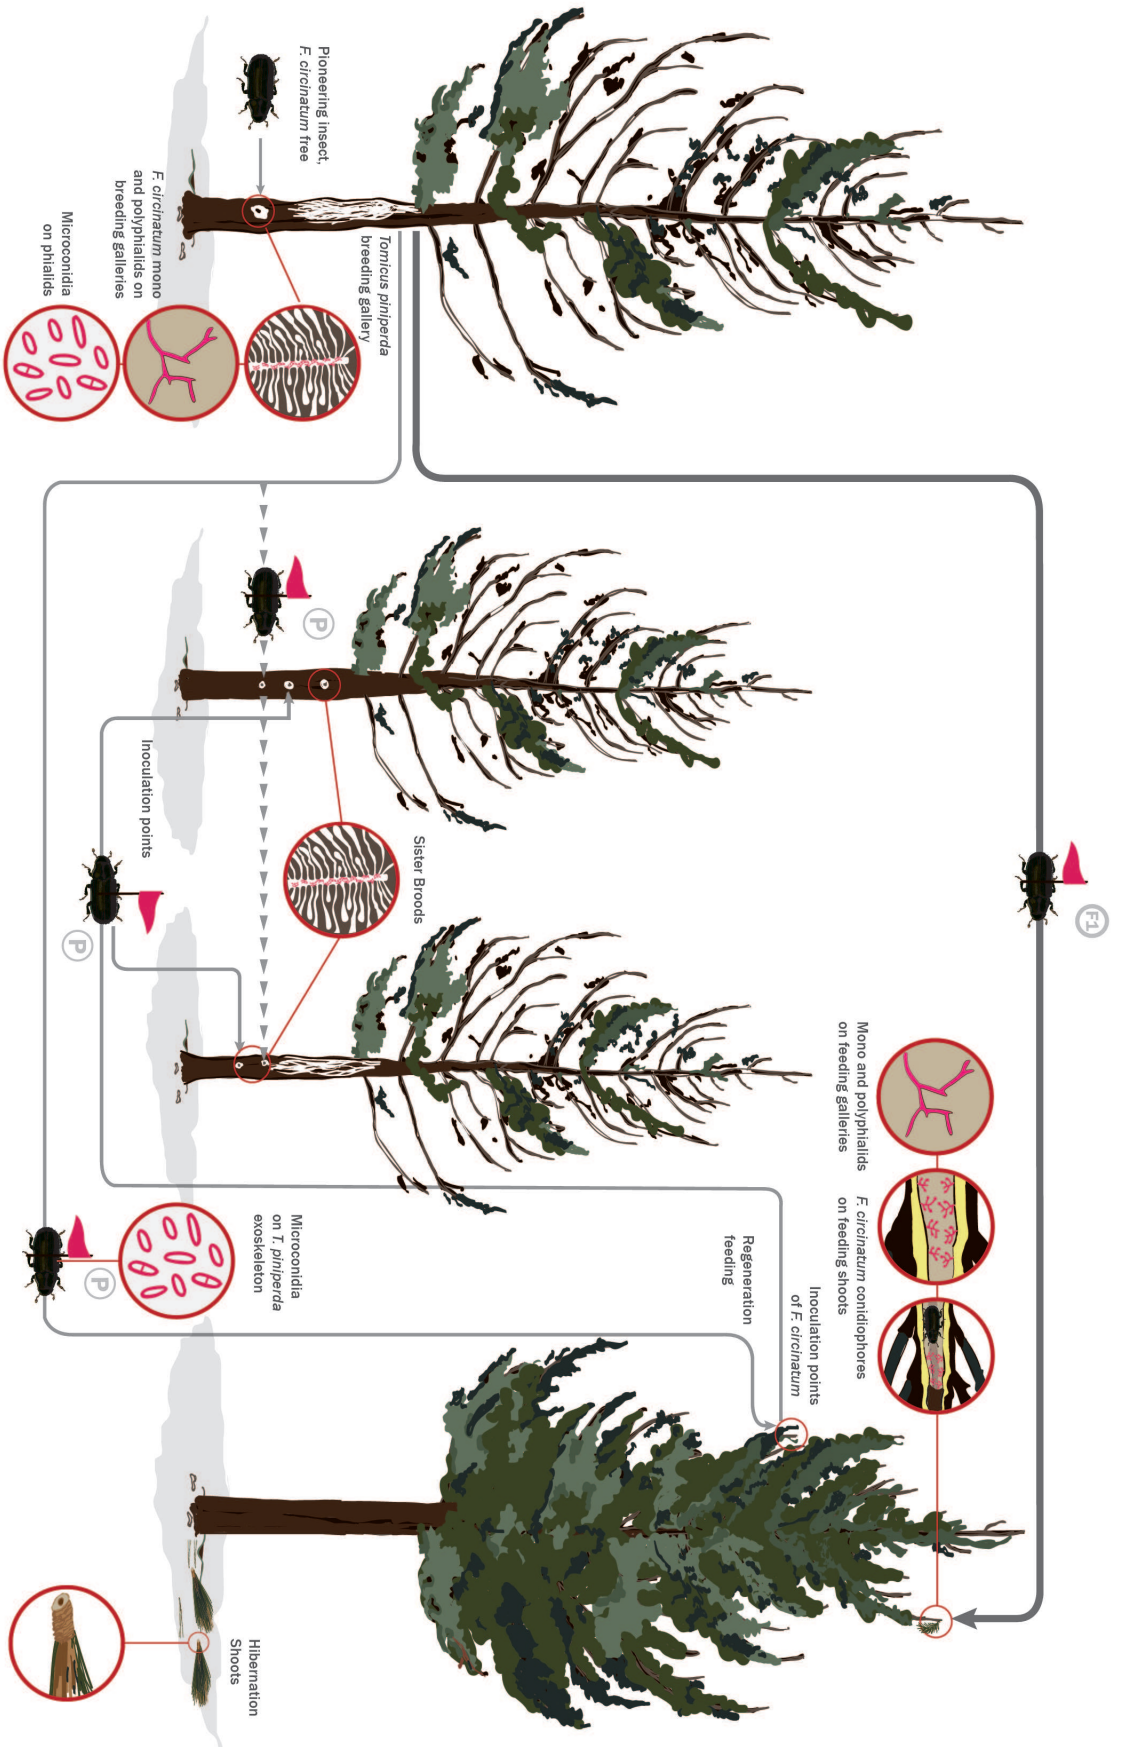 Pioneering insect,
F. circinatum free
F. circinatum mono
and polyphialids on
breeding galleries
Microconidia
on phialids
Tomicus piniperda
breeding gallery
P
Inoculation points
P
Sister Broods
F1
Mono and polyphialids
on feeding galleries
F. circinatum conidiophores
on feeding shoots
Microconidia
on T. piniperda
exoskeleton
P
Regeneration
feeding
Inoculation points
of F. circinatum
Hibernation
Shoots